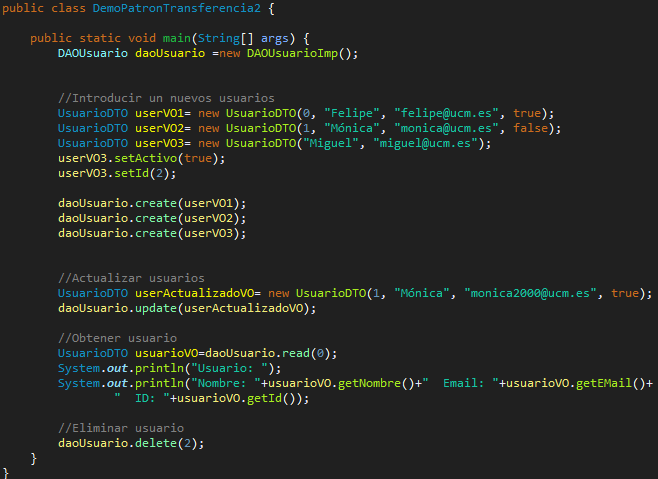 public class DemoPatronTransferencia2 {
public static void main(String[] args) {
DAOUsuario daoUsuario =new DAOUsuarioImp();
//Introducir un nuevos usuarios
UsuarioDTO userVO1= new UsuarioDTO(0, "Felipe", "felipe@ucm.es", true);
UsuarioDTO userVO2= new UsuarioDTO(1, "Mónica", "monica@ucm.es", false);
UsuarioDTO userVO3= new UsuarioDTO("Miguel", "miguel@ucm.es");
userVO3.setActivo(true);
userVO3.setId(2);
daoUsuario.create(userVO1);
daoUsuario.create(userVO2);
daoUsuario.create(userVO3);
//Actualizar usuarios
UsuarioDTO userActualizadoVO= new UsuarioDTO(1, "Mónica", "monica2000@ucm.es", true);
daoUsuario.update(userActualizadoVO);
//Obtener usuario
UsuarioDTO usuarioVO=daoUsuario.read(0);
System.out.println("Usuario: ");
System.out.println("Nombre: "+usuarioVO.getNombre()+"  Email: "+usuarioVO.getEMail()+
"  ID: "+usuarioVO.getId());
//Eliminar usuario
daoUsuario.delete(2);
}
}